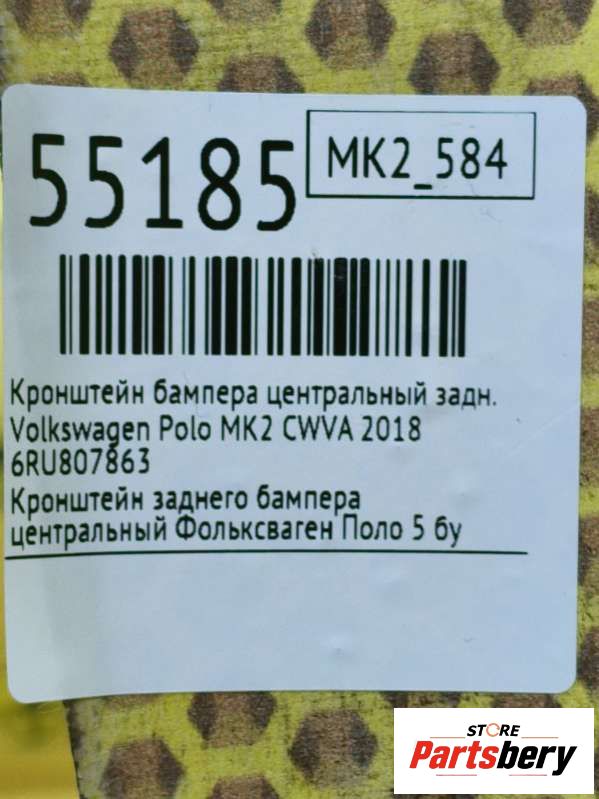 55185
MK2_584
Кронштейн бампера центральный задн.
Volkswagen Polo MK2 CWVA 2018
6RU807863
Кронштейн заднего бампера
центральный Фольксваген Поло 5 бу
STORE
Partsbery